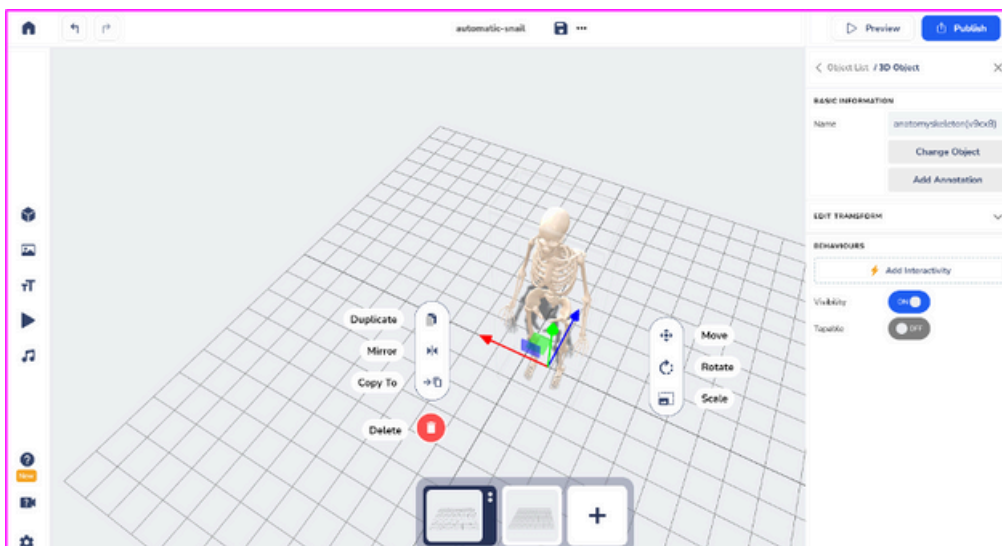 automatic-snail
Preview
Publish
Object List / 3D Object
BASIC INFORMATION
Name
anatomyskeleton(v9cx8)
Change Object
Add Annotation
EDIT TRANSFORM
BEHAVIOURS
Add Interactivity
Visibility
ON
Tapable
OFF
Duplicate
Mirror
Copy To
Delete
Move
Rotate
Scale
New